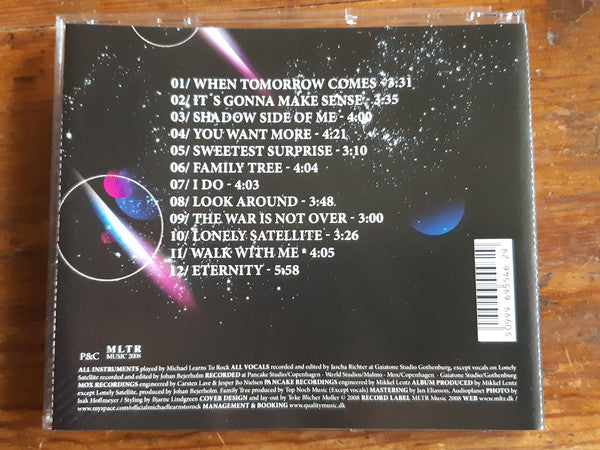 01/ WHEN TOMORROW COMES - 3:31
02/ IT´S GONNA MAKE SENSE - 3:35
03/ SHADOW SIDE OF ME - 4:00
04/ YOU WANT MORE - 4:21
05/ SWEETEST SURPRISE - 3:10
06/ FAMILY TREE - 4:04
07/ I DO - 4:03
08/ LOOK AROUND - 3:48
09/ THE WAR IS NOT OVER - 3:00
10/ LONELY SATELLITE - 3:26
11/ WALK WITH ME - 4:05
12/ ETERNITY - 5:58
50999 695546 29
P&C
MLTR
MUSIC 2008
ALL INSTRUMENTS played by Michael Learns To Rock ALL VOCALS recorded and edited by Jascha Richter at Gaiatone Studio Gothenburg, except vocals on Lonely
Satellite recorded and edited by Johan Bejerholm. RECORDED at Pancake Studio/Copenhagen - World Studios/Malmo - Mox/Copenhagen - Gaiatone Studio/Gothenburg
MOX RECORDINGS engineered by Carsten Lave & Jesper Bo Nielsen PANCAKE RECORDINGS engineered by Mikkel Lentz ALBUM PRODUCED by Mikkel Lentz
except Lonely Satellite, produced by Johan Bejerholm. Family Tree produced by Top Noch Music (Except vocals) MASTERING by Jan Eliasson, Audioplanet PHOTO by
Isak Hoffmeyer / Styling by Bjarne Lindgreen COVER DESIGN and lay-out by Toke Blicher Møller © 2008 RECORD LABEL MLTR Music 2008 WEB www.mltr.dk /
www.myspace.com/officialmichaellearnstorock MANAGEMENT & BOOKING www.qualitymusic.dk